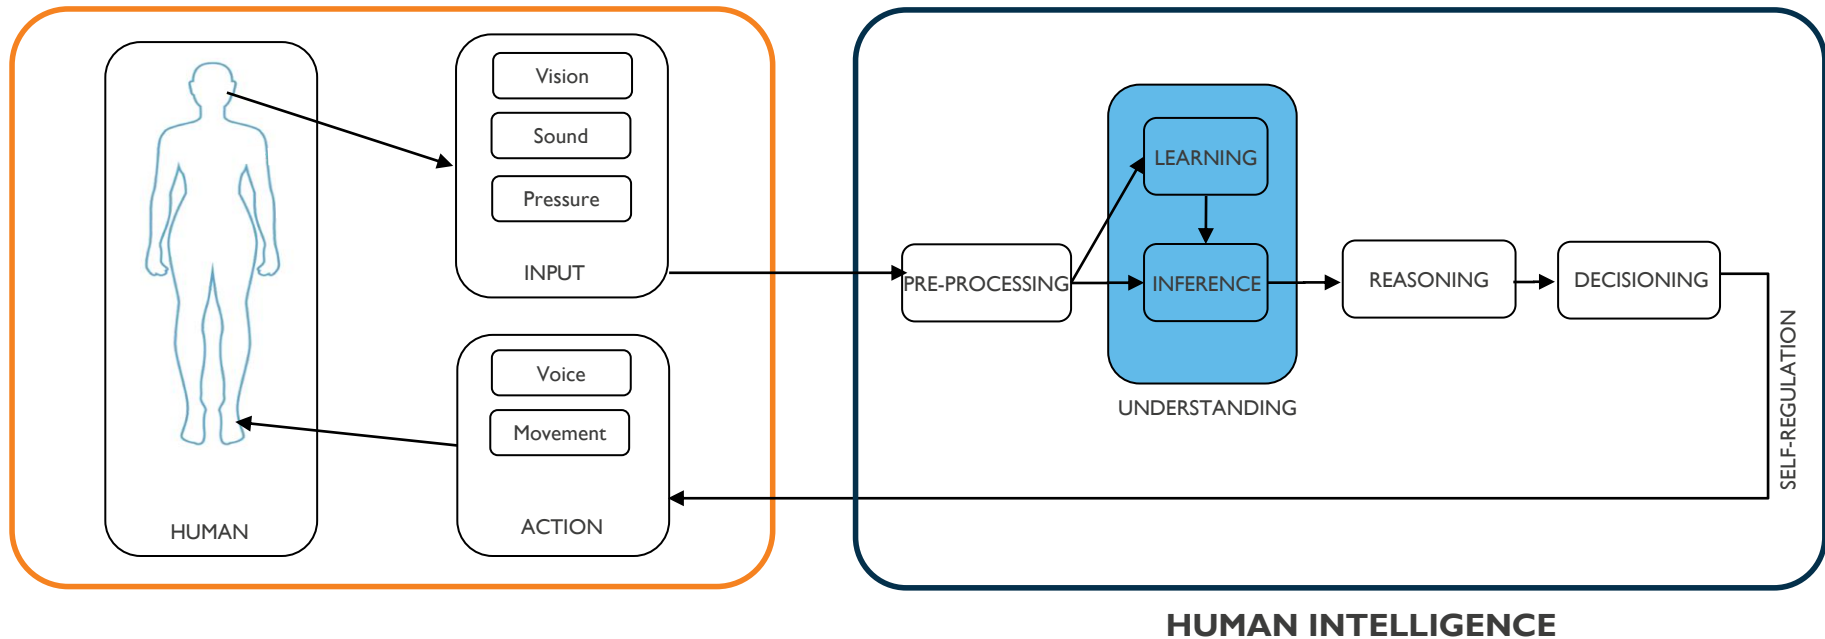 Vision
Sound
Pressure
INPUT
Voice
Movement
ACTION
HUMAN
PRE-PROCESSING
LEARNING
INFERENCE
UNDERSTANDING
REASONING
DECISIONING
SELF-REGULATION
HUMAN INTELLIGENCE